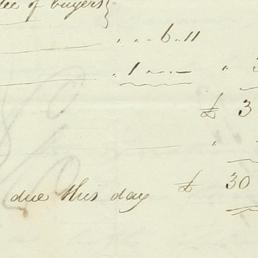 of buyers}
6..11
1
£ 3
due this day £ 30